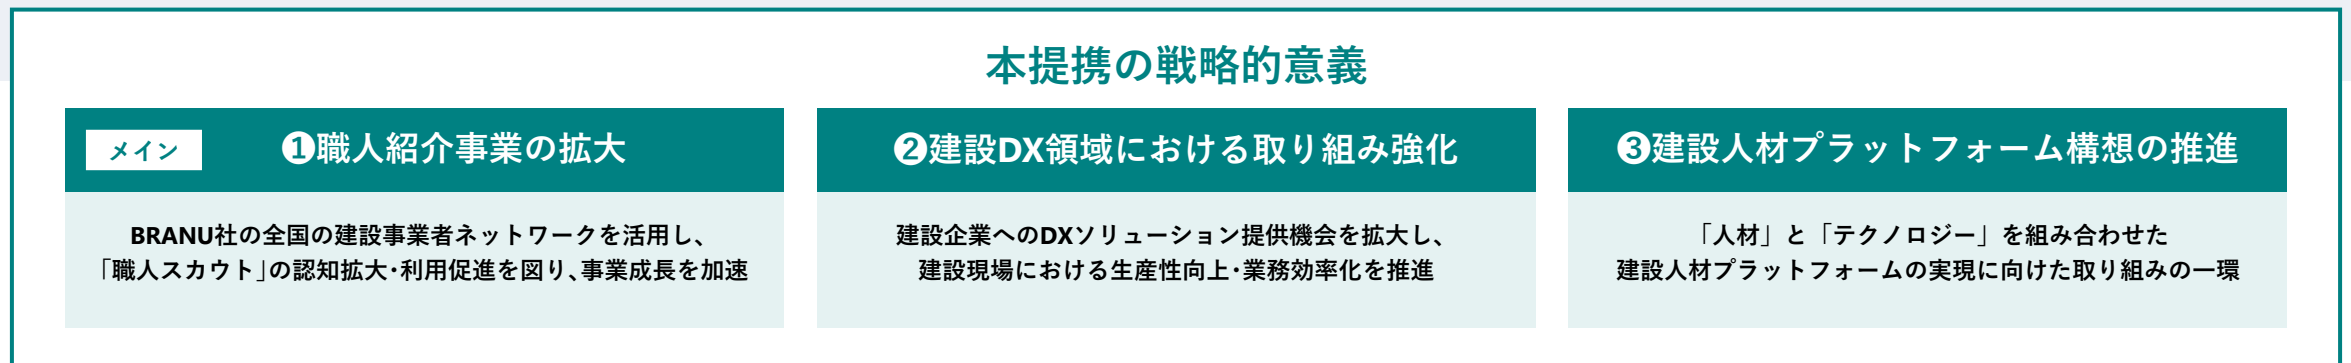 本提携の戦略的意義
メイン
❶職人紹介事業の拡大
BRANU社の全国の建設事業者ネットワークを活用し、
「職人スカウト」の認知拡大・利用促進を図り、事業成長を加速
❷建設DX領域における取り組み強化
建設企業へのDXソリューション提供機会を拡大し、
建設現場における生産性向上・業務効率化を推進
❸建設人材プラットフォーム構想の推進
「人材」と「テクノロジー」を組み合わせた
建設人材プラットフォームの実現に向けた取り組みの一環